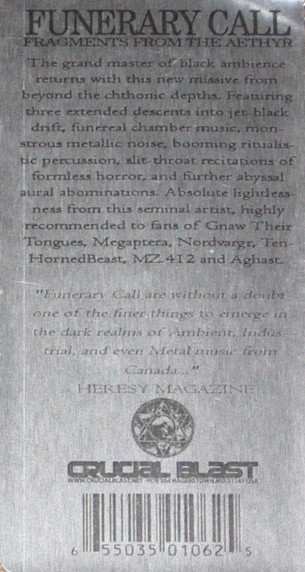 FUNERARY CALL
FRAGMENTS FROM THE AETHYR
The grand master of black ambience
returns with this new missive from
beyond the chthonic depths. Featuring
three extended descents into jet-black
drift, funereal chamber music, mon-
strous metallic noise, booming ritualis-
tic percussion, slit-throat recitations of
formless horror, and further abyssal
aural abominations. Absolute lightless-
ness from this seminal artist, highly
recommended to fans of Gnaw Their
Tongues, Megaptera, Nordvargr, Ten-
HornedBeast, MZ.412 and Aghast.
"Funerary Call are without a doubt
one of the finer things to emerge in
the dark realms of Ambient, Indus-
trial, and even Metal music from
Canada..."
HERESY MAGAZINE
CRUCIAL BLAST
WWW.CRUCIALBLAST.NET
6 55035 01062 5